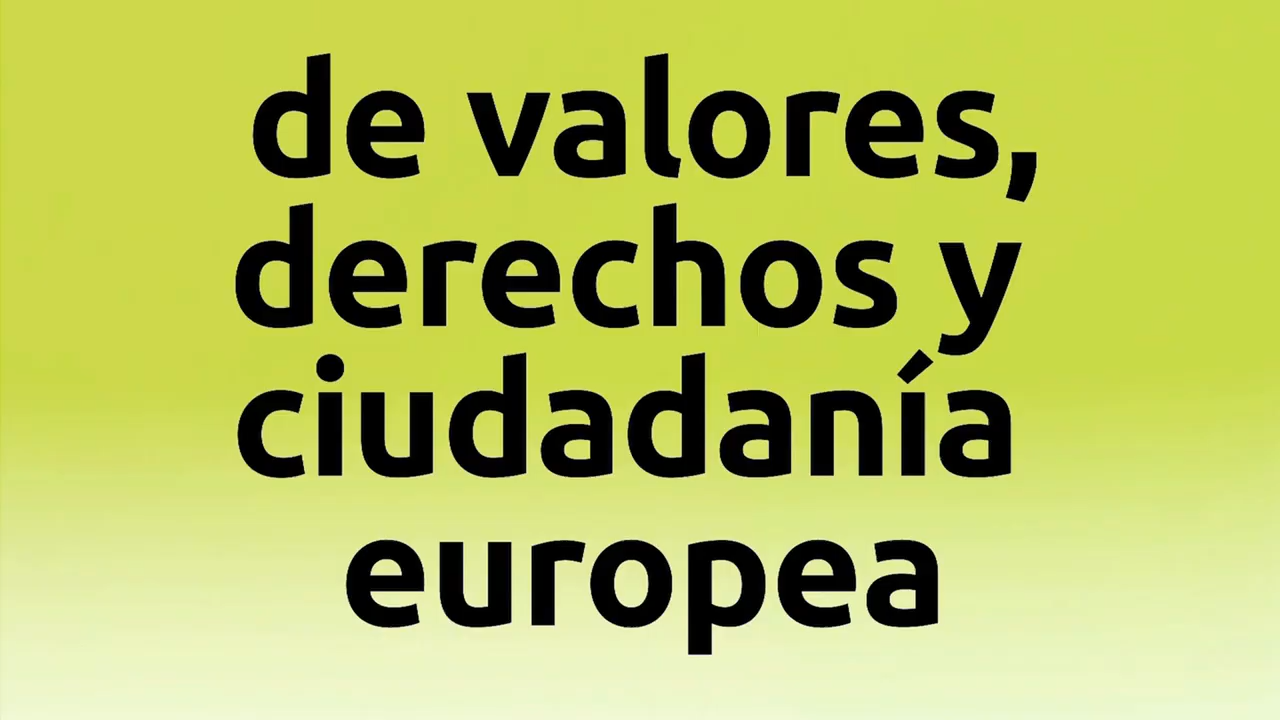 de valores,
derechos y
ciudadanía
europea